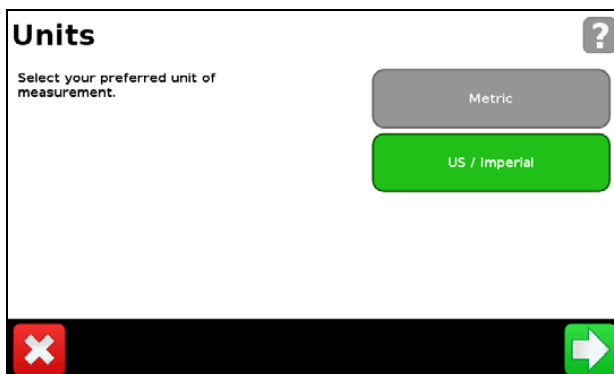 Units
?
Select your preferred unit of
measurement.
Metric
US / Imperial